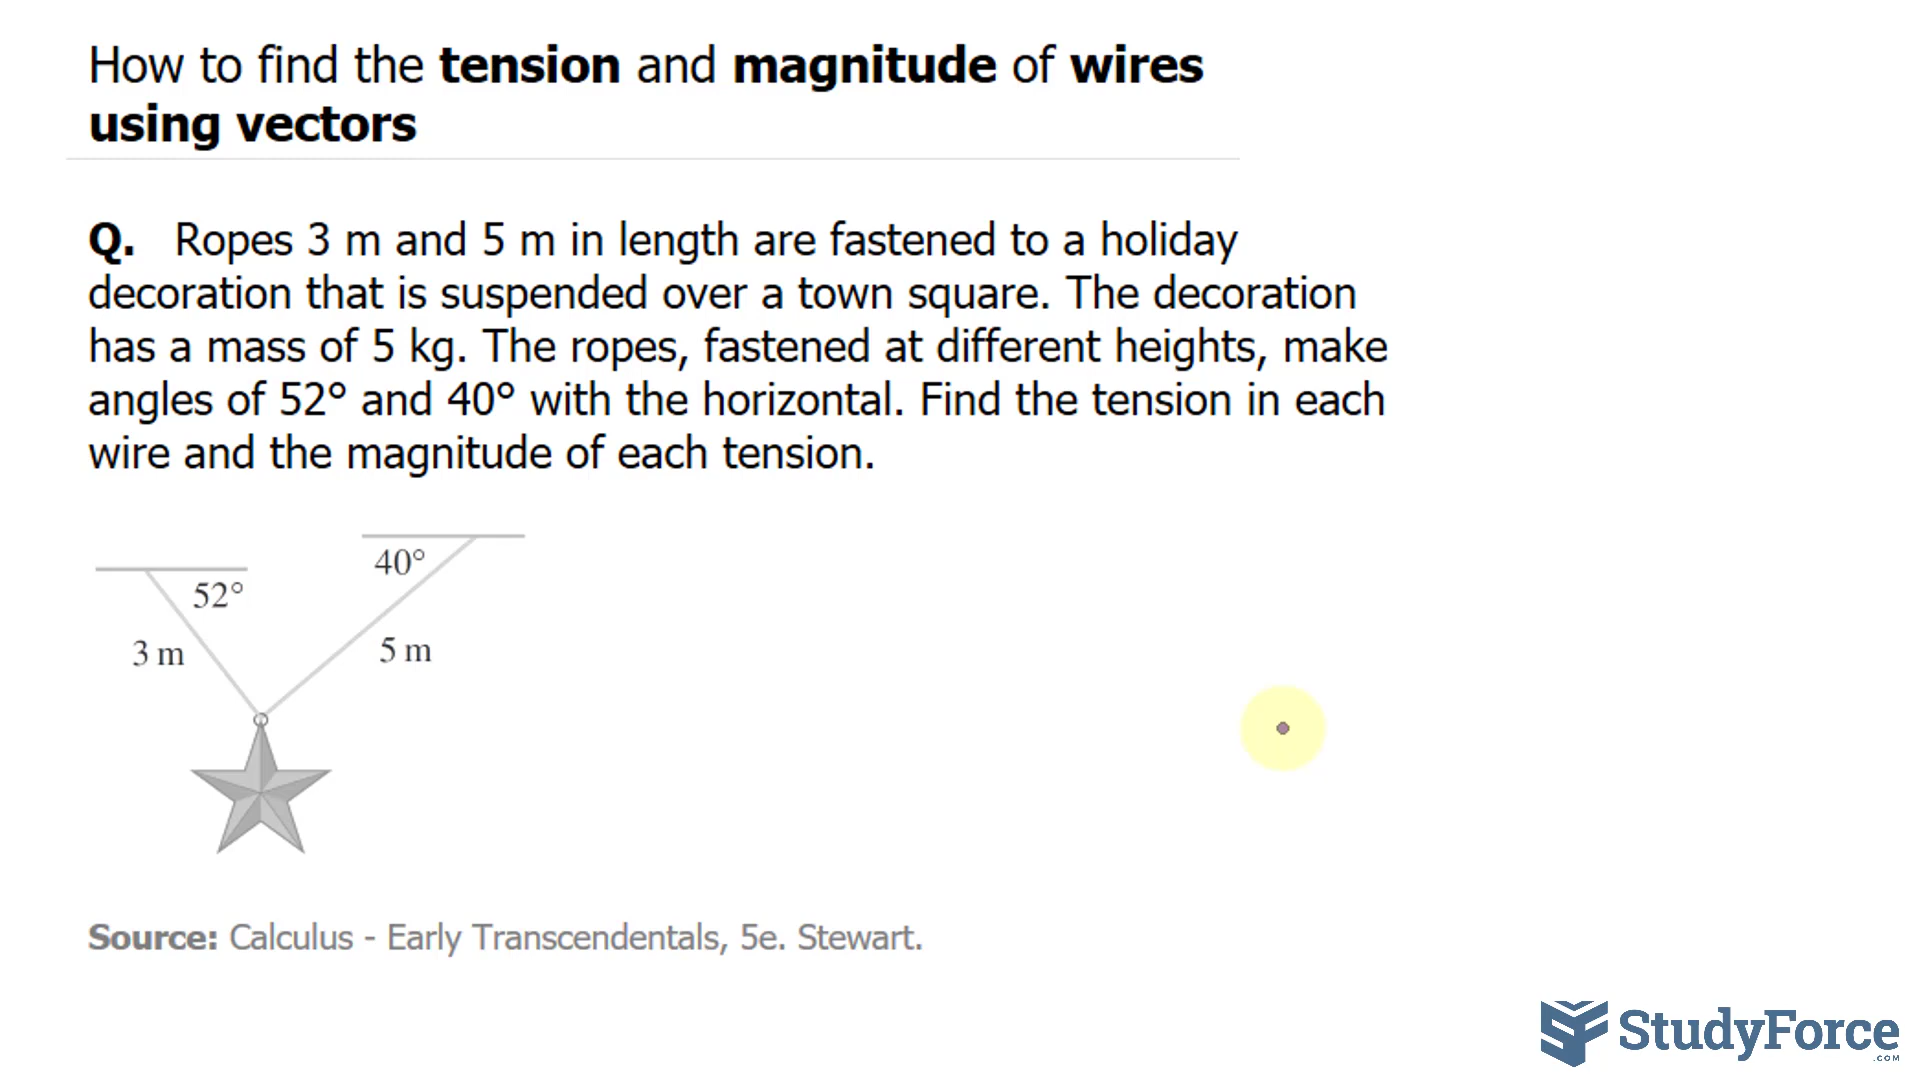 How to find the tension and magnitude of wires
using vectors
Q. Ropes 3 m and 5 m in length are fastened to a holiday
decoration that is suspended over a town square. The decoration
has a mass of 5 kg. The ropes, fastened at different heights, make
angles of 52° and 40° with the horizontal. Find the tension in each
wire and the magnitude of each tension.
40°
52°
3 m
5 m
Source: Calculus - Early Transcendentals, 5e. Stewart.
StudyForce
.COM